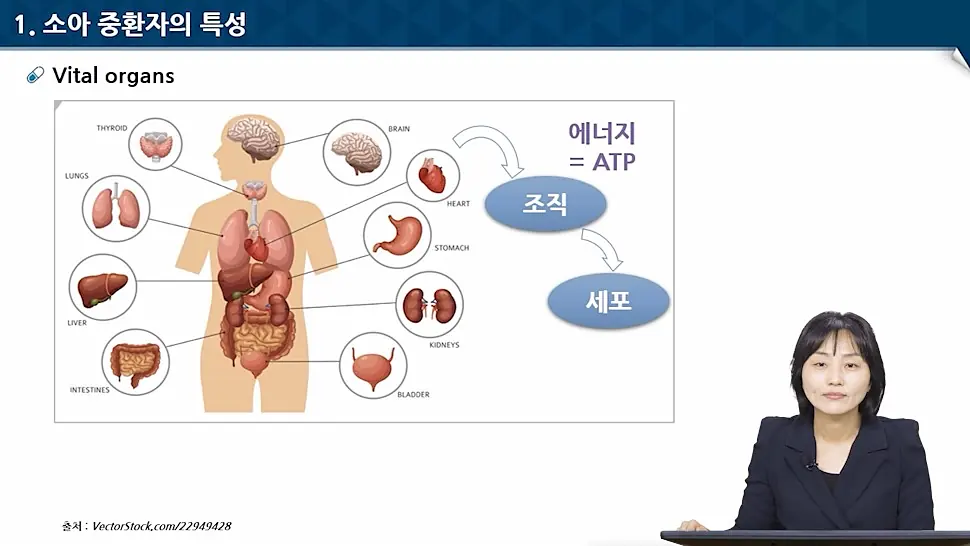 1. 소아 중환자의 특성
Vital organs
THYROID
BRAIN
LUNGS
HEART
STOMACH
LIVER
KIDNEYS
INTESTINES
BLADDER
에너지
= ATP
조직
세포
출처 : VectorStock.com/22949428